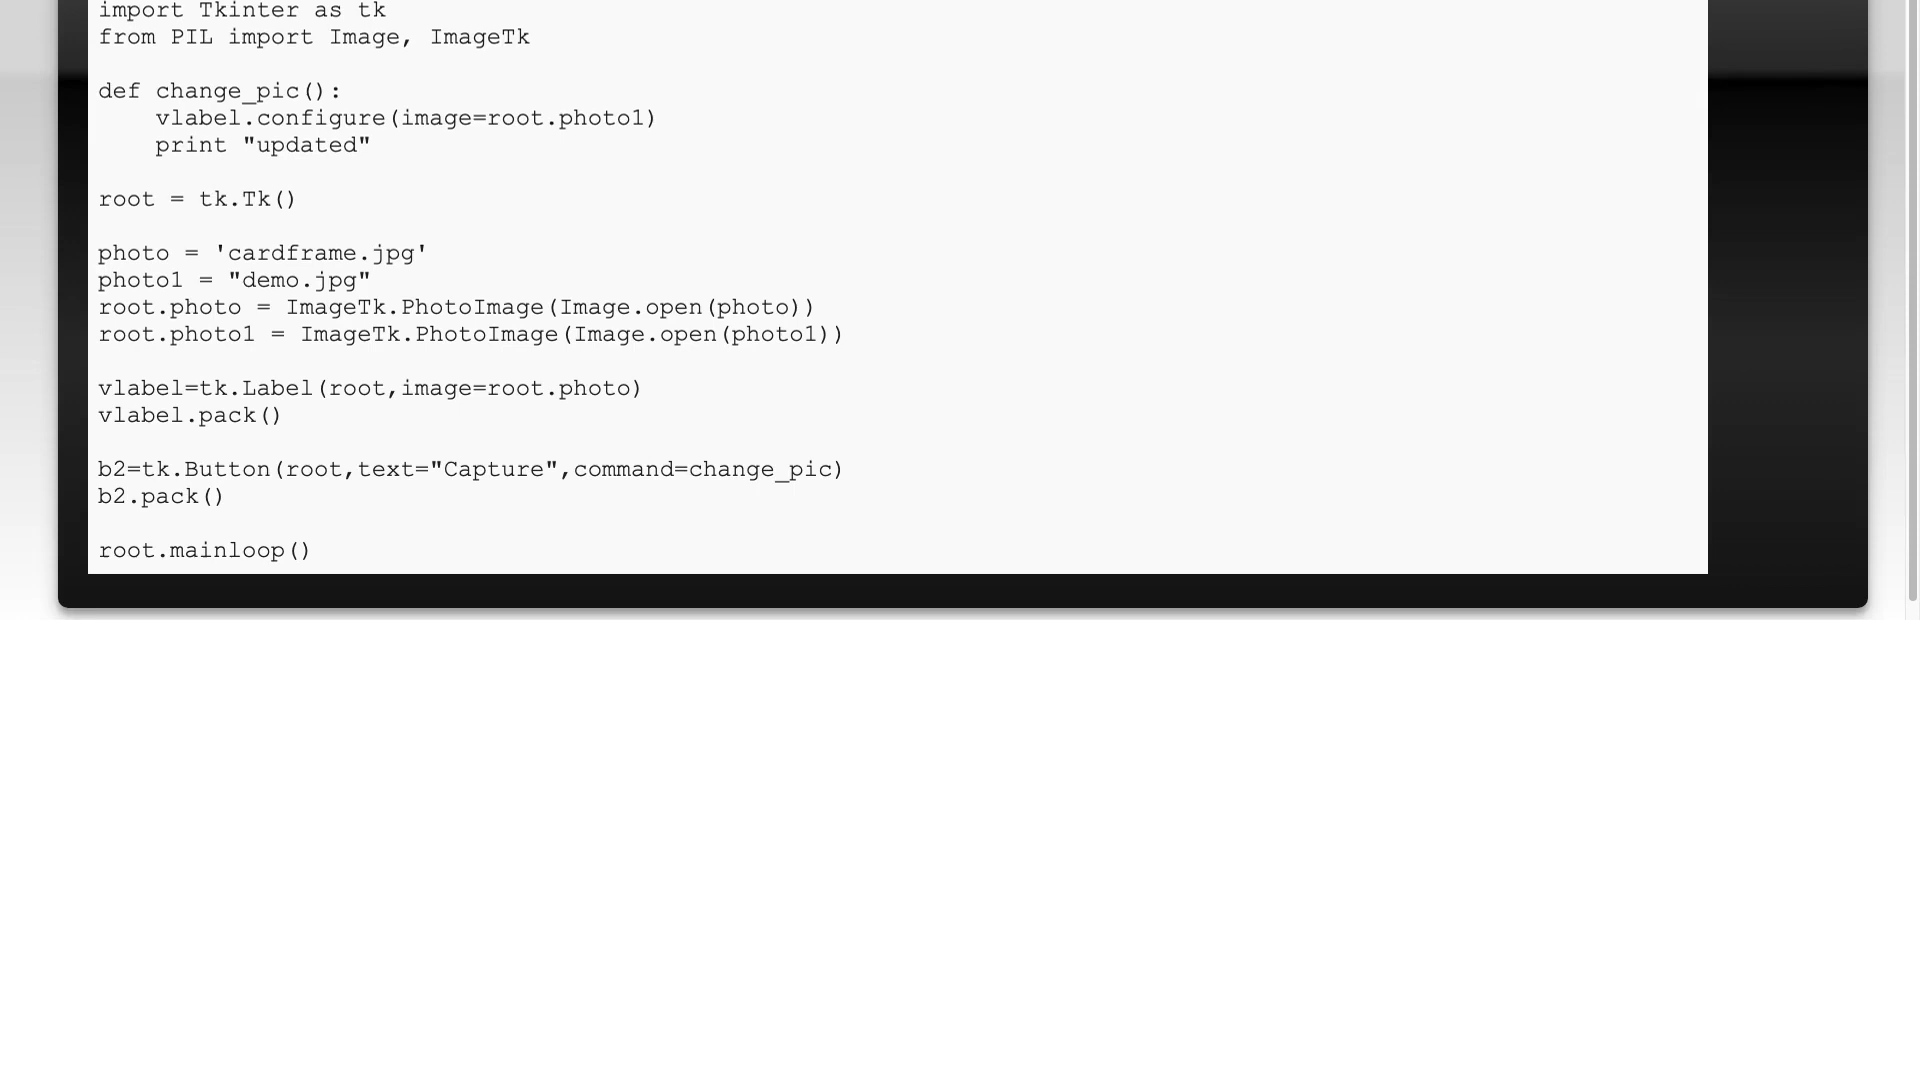 import Tkinter as tk
from PIL import Image, ImageTk

def change_pic():
    vlabel.configure(image=root.photo1)
    print "updated"

root = tk.Tk()

photo = 'cardframe.jpg'
photo1 = "demo.jpg"
root.photo = ImageTk.PhotoImage(Image.open(photo))
root.photo1 = ImageTk.PhotoImage(Image.open(photo1))

vlabel=tk.Label(root,image=root.photo)
vlabel.pack()

b2=tk.Button(root,text="Capture",command=change_pic)
b2.pack()

root.mainloop()